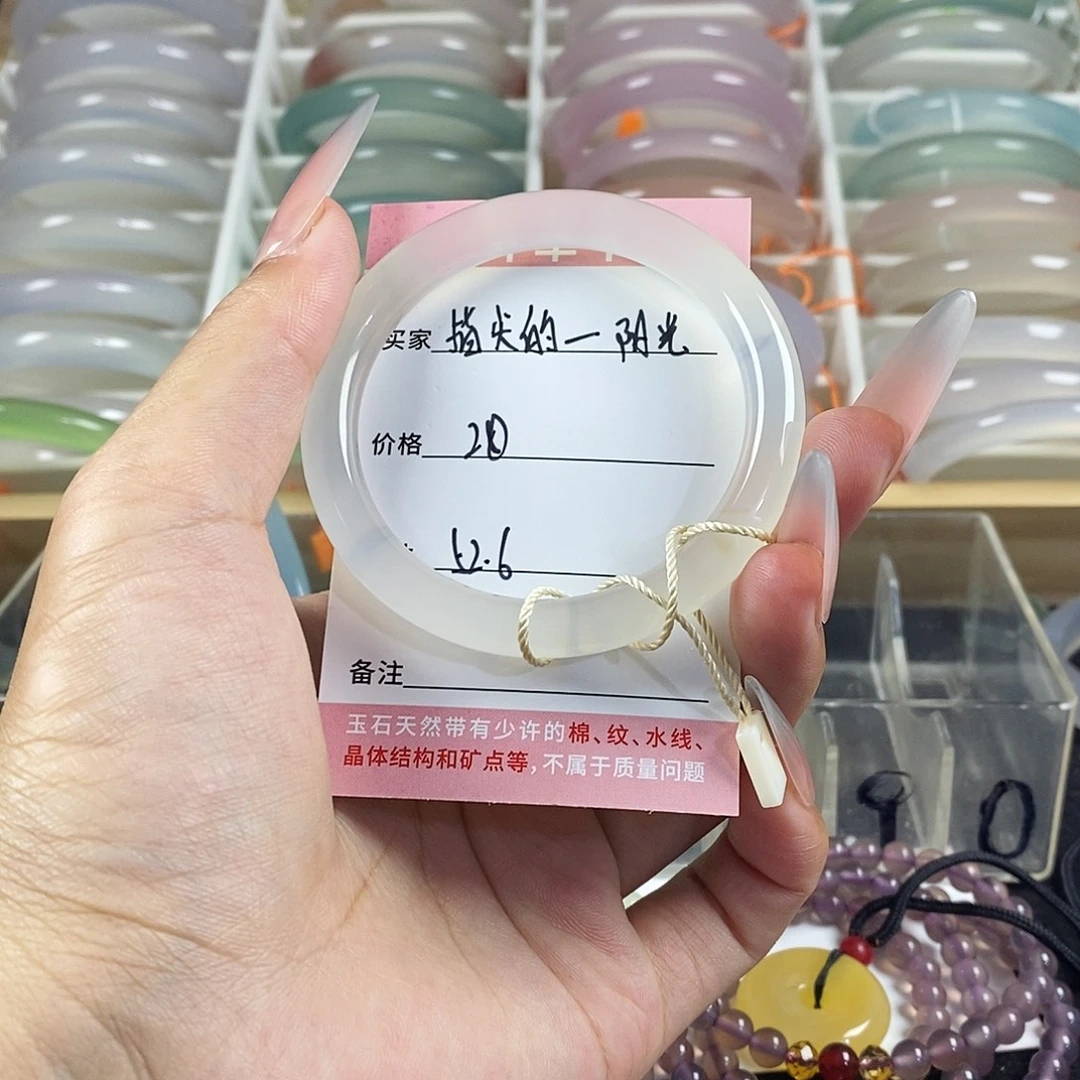 买家 指尖的一阳光
价格
52.6
备注
玉石天然带有少许的棉、纹、水线、
晶体结构和矿点等,不属于质量问题